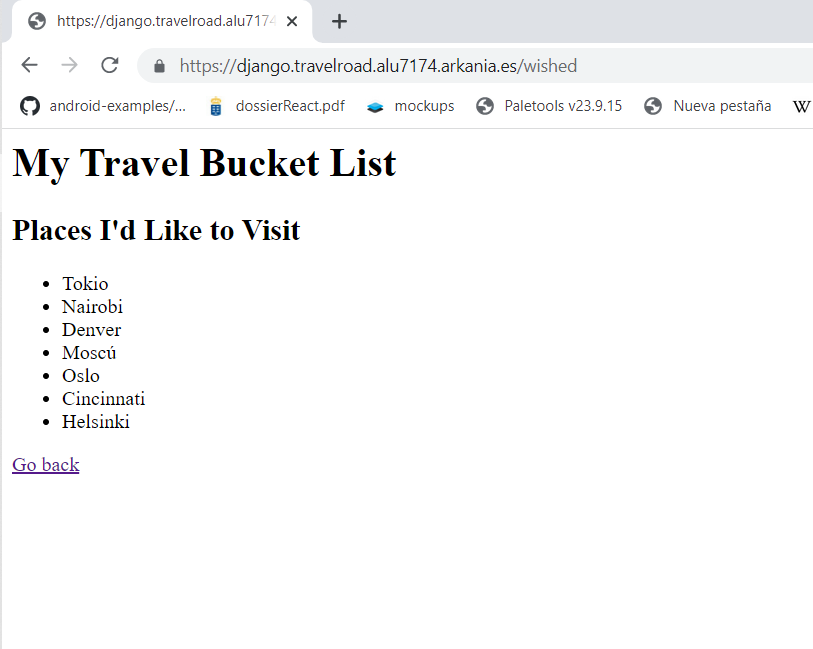 https://django.travelroad.alu7174
https://django.travelroad.alu7174.arkania.es/wished
android-examples/... dossierReact.pdf mockups Paletools v23.9.15 Nueva pestaña W
My Travel Bucket List
Places I'd Like to Visit
Tokio
Nairobi
Denver
Moscú
Oslo
Cincinnati
Helsinki
Go back